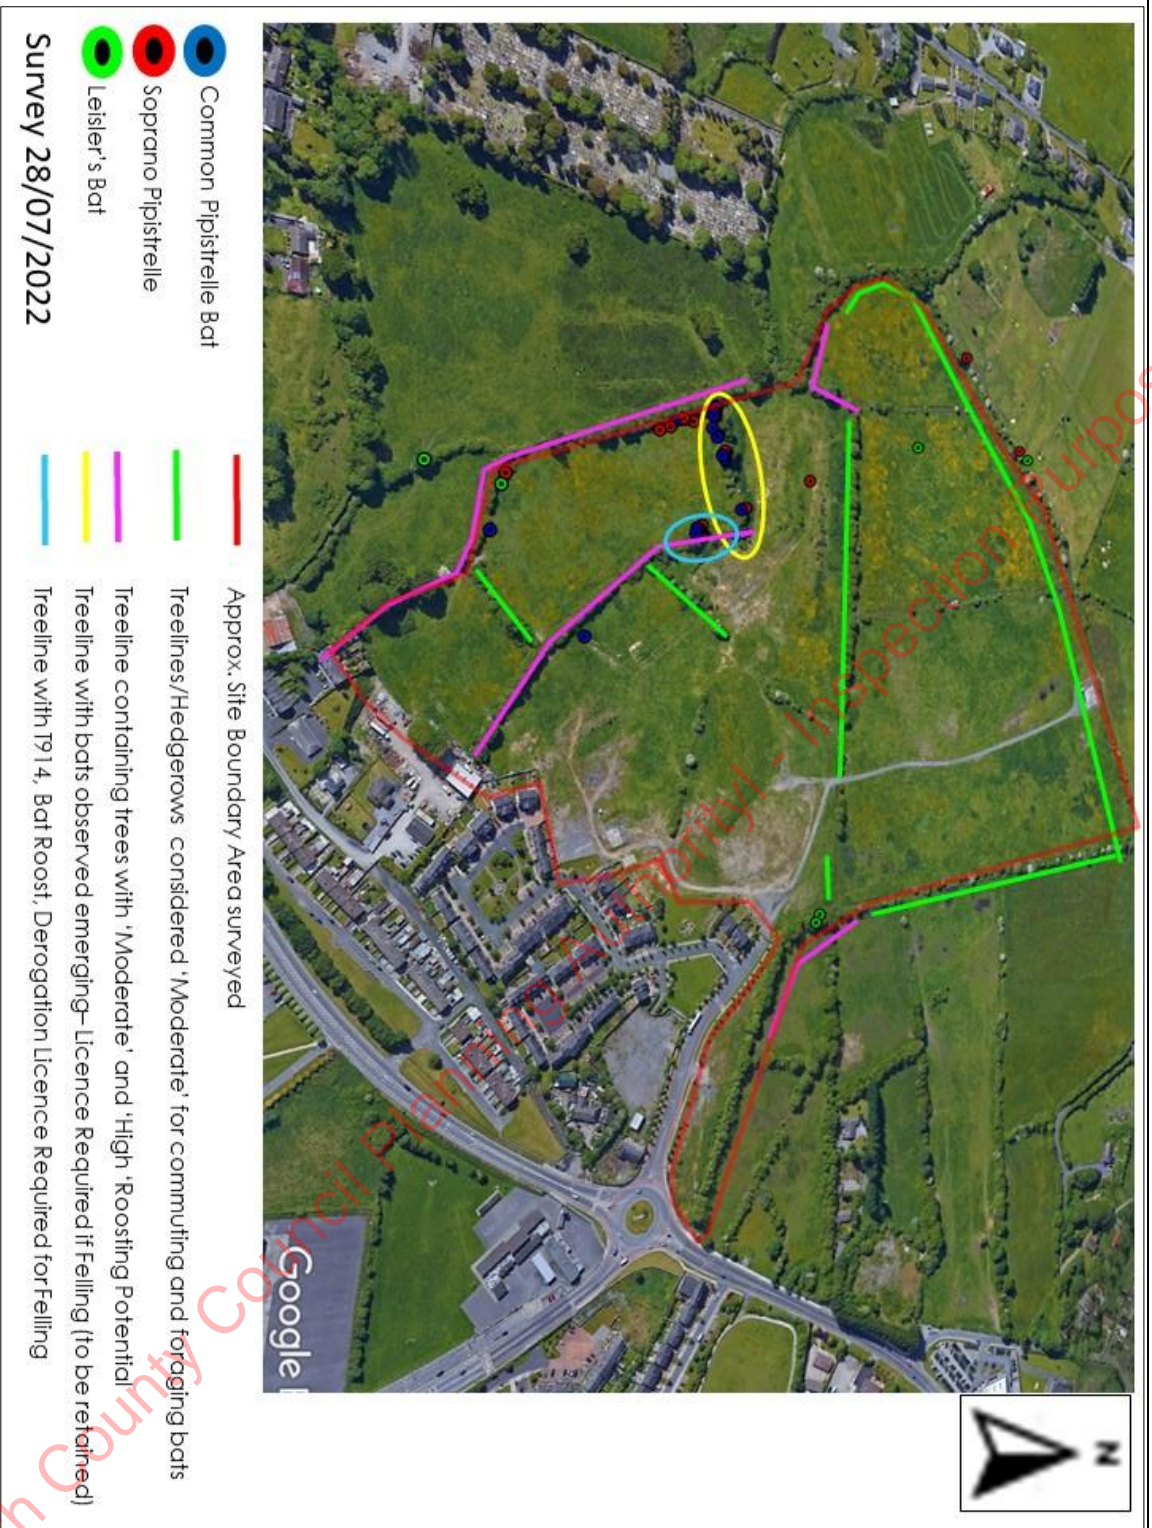 N
Google
Common Pipistrelle Bat
Soprano Pipistrelle
Leisler's Bat
Survey 28/07/2022
Approx. Site Boundary Area surveyed
Treelines/Hedgerows considered 'Moderate' for commuting and foraging bats
Treeline containing trees with 'Moderate' and 'High 'Roosting Potential
Treeline with bats observed emerging– Licence Required if Felling (to be retained)
Treeline with T914, Bat Roost, Derogation Licence Required for Felling
h County Council Planning Authority - Inspection Purpos